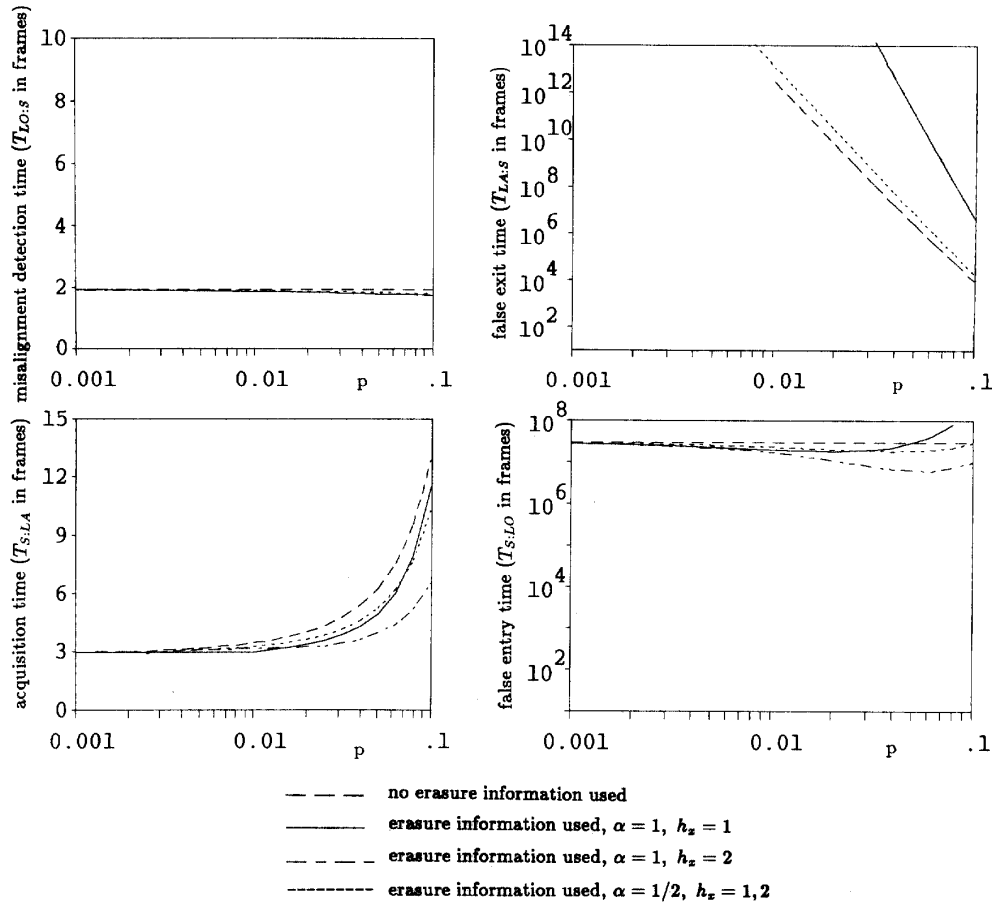 misalignment detection time (T_{LO:S} in frames)
10
8
6
4
2
0
0.001
0.01
p
.1
false exit time (T_{LA:S} in frames)
10^{14}
10^{12}
10^{10}
10^{8}
10^{6}
10^{4}
10^{2}
0.001
0.01
p
.1
acquisition time (T_{S:LA} in frames)
15
12
9
6
3
0
0.001
0.01
p
.1
false entry time (T_{S:LO} in frames)
10^{8}
10^{6}
10^{4}
10^{2}
0.001
0.01
p
.1
no erasure information used
erasure information used, α = 1, h_x = 1
erasure information used, α = 1, h_x = 2
erasure information used, α = 1/2, h_x = 1,2